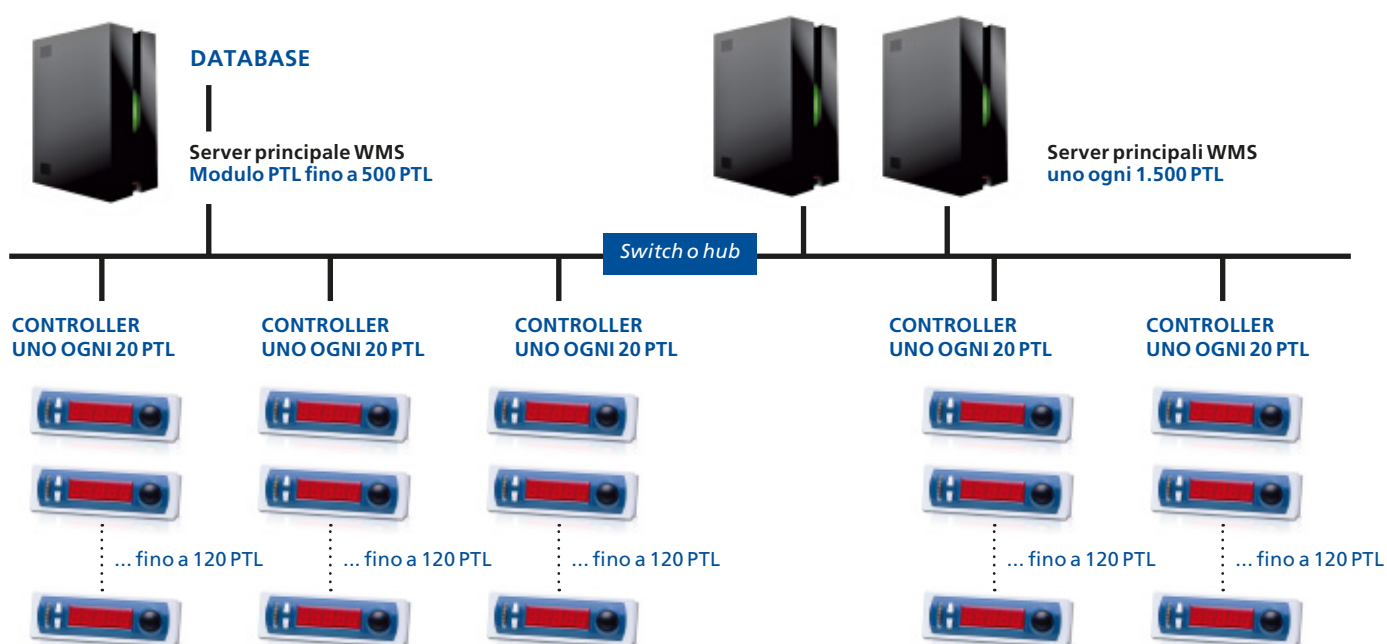 DATABASE
Server principale WMS
Modulo PTL fino a 500 PTL
Server principali WMS
uno ogni 1.500 PTL
Switch o hub
CONTROLLER
UNO OGNI 20 PTL
CONTROLLER
UNO OGNI 20 PTL
CONTROLLER
UNO OGNI 20 PTL
CONTROLLER
UNO OGNI 20 PTL
CONTROLLER
UNO OGNI 20 PTL
... fino a 120 PTL
... fino a 120 PTL
... fino a 120 PTL
... fino a 120 PTL
... fino a 120 PTL